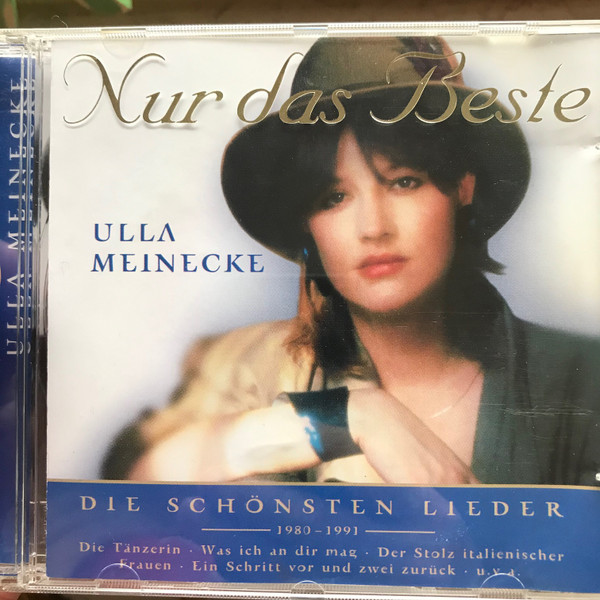 Nur das Beste
ULLA
MEINECKE
DIE SCHÖNSTEN LIEDER
1980–1991
Die Tänzerin · Was ich an dir mag · Der Stolz italienischer
Frauen · Ein Schritt vor und zwei zurück · u.v.a.
ULLA MEINECKE